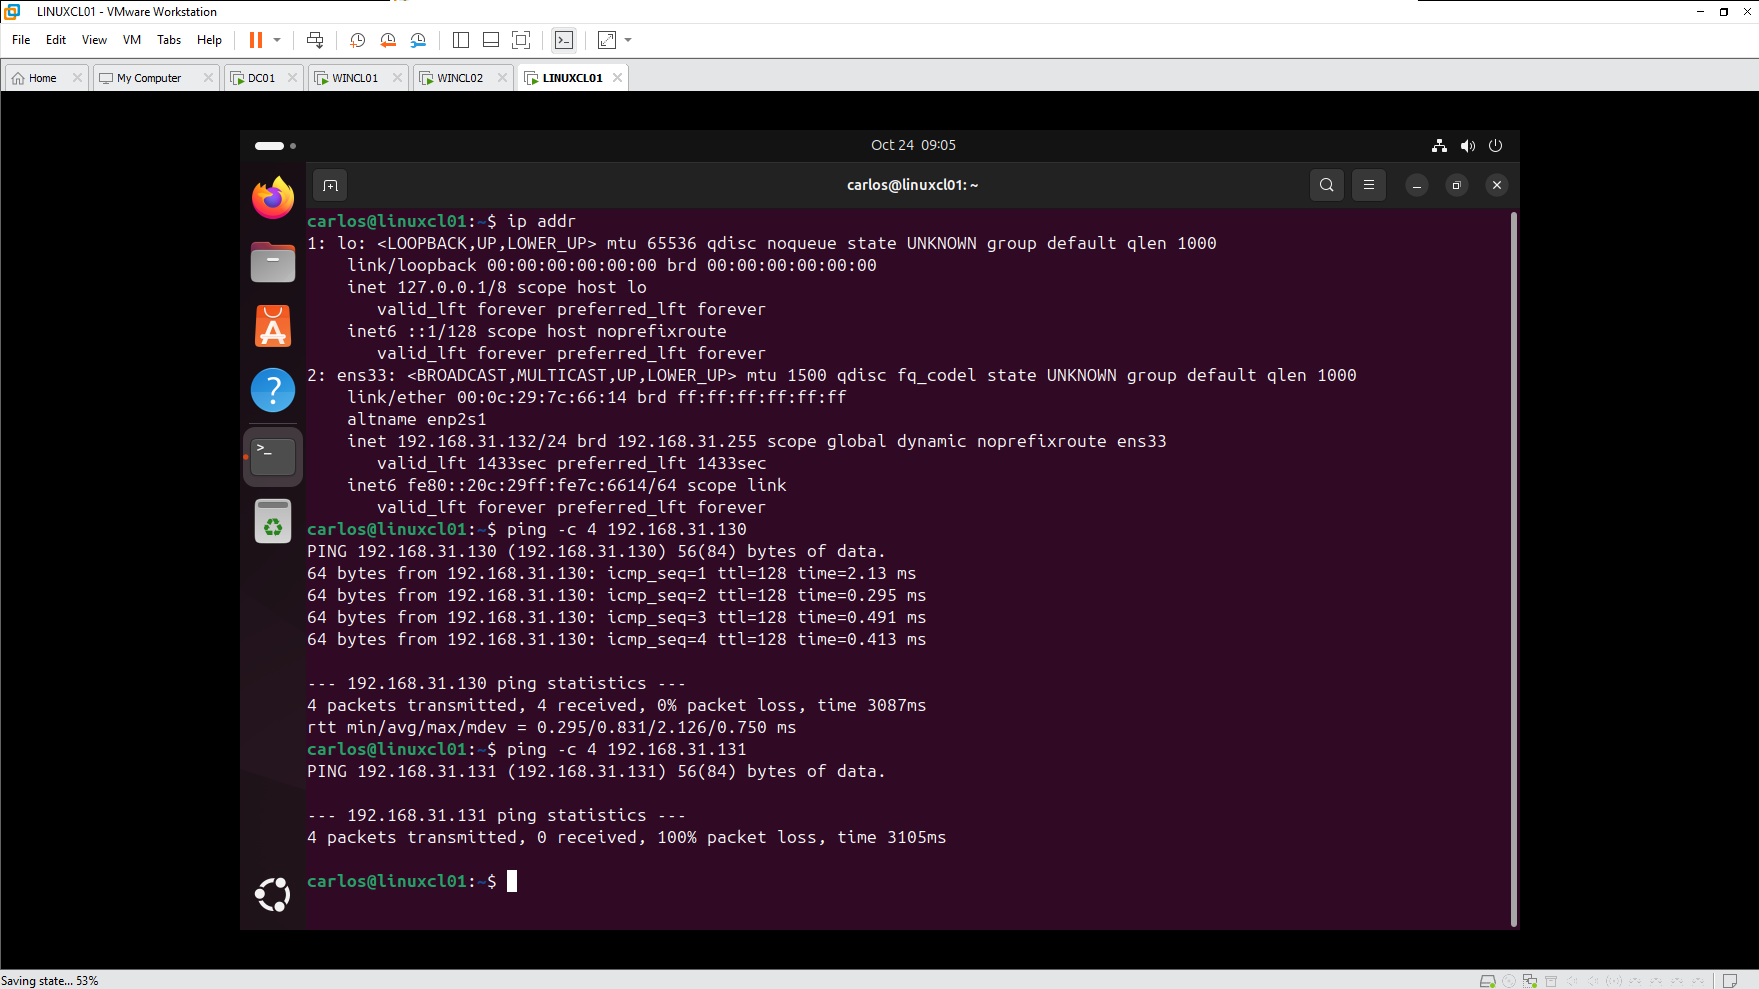 LINUXCL01 - VMware Workstation
File Edit View VM Tabs Help
Home My Computer DC01 WINCL01 WINCL02 LINUXCL01
Oct 24 09:05
carlos@linuxcl01: ~
carlos@linuxcl01:~$ ip addr
1: lo: <LOOPBACK,UP,LOWER_UP> mtu 65536 qdisc noqueue state UNKNOWN group default qlen 1000
    link/loopback 00:00:00:00:00:00 brd 00:00:00:00:00:00
    inet 127.0.0.1/8 scope host lo
       valid_lft forever preferred_lft forever
    inet6 ::1/128 scope host noprefixroute
       valid_lft forever preferred_lft forever
2: ens33: <BROADCAST,MULTICAST,UP,LOWER_UP> mtu 1500 qdisc fq_codel state UNKNOWN group default qlen 1000
    link/ether 00:0c:29:7c:66:14 brd ff:ff:ff:ff:ff:ff
    altname enp2s1
    inet 192.168.31.132/24 brd 192.168.31.255 scope global dynamic noprefixroute ens33
       valid_lft 1433sec preferred_lft 1433sec
    inet6 fe80::20c:29ff:fe7c:6614/64 scope link
       valid_lft forever preferred_lft forever
carlos@linuxcl01:~$ ping -c 4 192.168.31.130
PING 192.168.31.130 (192.168.31.130) 56(84) bytes of data.
64 bytes from 192.168.31.130: icmp_seq=1 ttl=128 time=2.13 ms
64 bytes from 192.168.31.130: icmp_seq=2 ttl=128 time=0.295 ms
64 bytes from 192.168.31.130: icmp_seq=3 ttl=128 time=0.491 ms
64 bytes from 192.168.31.130: icmp_seq=4 ttl=128 time=0.413 ms
--- 192.168.31.130 ping statistics ---
4 packets transmitted, 4 received, 0% packet loss, time 3087ms
rtt min/avg/max/mdev = 0.295/0.831/2.126/0.750 ms
carlos@linuxcl01:~$ ping -c 4 192.168.31.131
PING 192.168.31.131 (192.168.31.131) 56(84) bytes of data.
--- 192.168.31.131 ping statistics ---
4 packets transmitted, 0 received, 100% packet loss, time 3105ms
carlos@linuxcl01:~$
Saving state... 53%